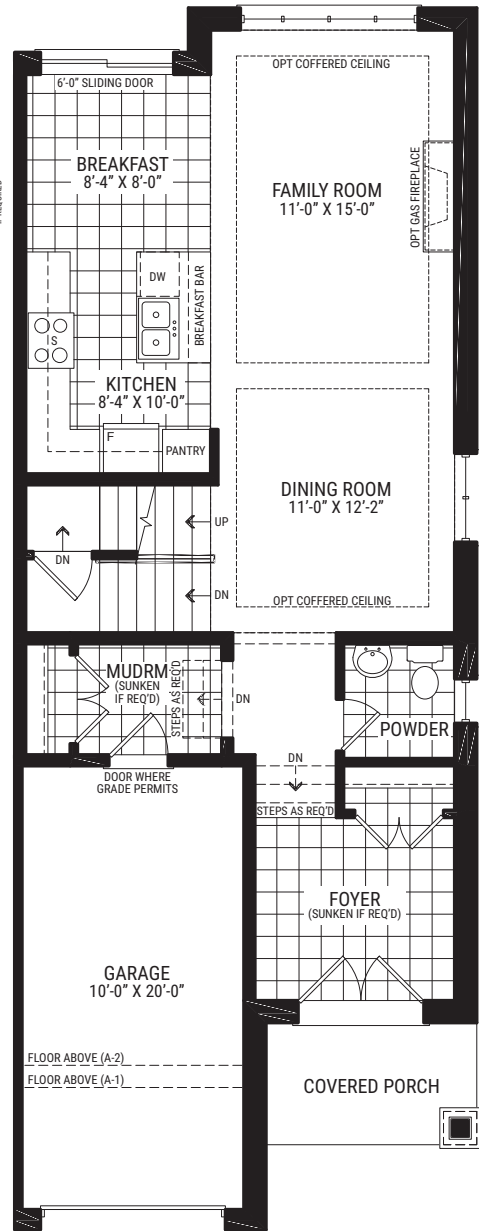 OPT COFFERED CEILING
6'-0" SLIDING DOOR
BREAKFAST
8'-4" X 8'-0"
FAMILY ROOM
11'-0" X 15'-0"
OPT GAS FIREPLACE
DW
BREAKFAST BAR
S
KITCHEN
8'-4" X 10'-0"
F
PANTRY
DINING ROOM
11'-0" X 12'-2"
UP
DN
DN
OPT COFFERED CEILING
MUDRM
(SUNKEN
IF REQ'D)
STEPS AS REQ'D
DN
POWDER
DOOR WHERE
GRADE PERMITS
DN
STEPS AS REQ'D
FOYER
(SUNKEN IF REQ'D)
GARAGE
10'-0" X 20'-0"
FLOOR ABOVE (A-2)
FLOOR ABOVE (A-1)
COVERED PORCH